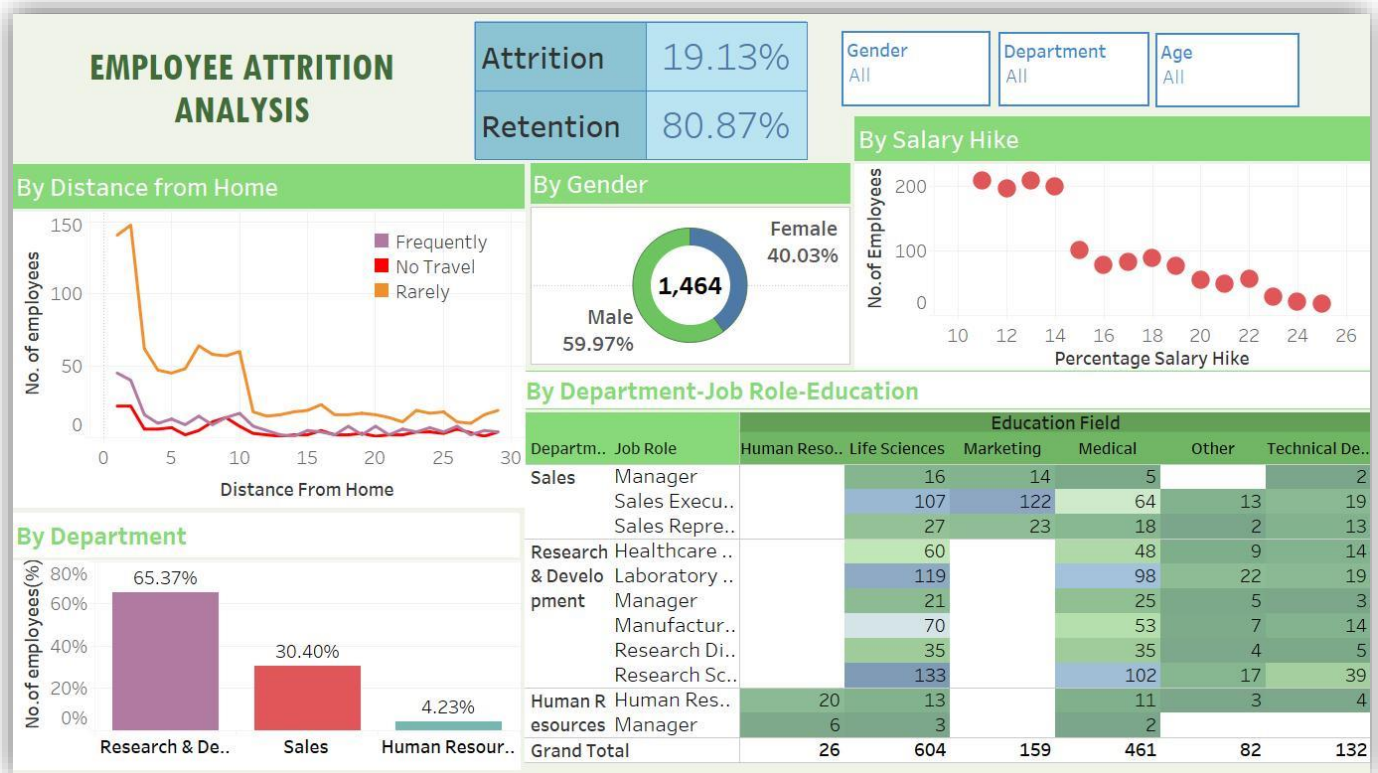 EMPLOYEE ATTRITION
ANALYSIS
Attrition 19.13%
Retention 80.87%
Gender
All
Department
All
Age
All
By Distance from Home
No. of employees
150
100
50
0
Frequently
No Travel
Rarely
0 5 10 15 20 25 30
Distance From Home
By Gender
Female
40.03%
1,464
Male
59.97%
By Salary Hike
No.of Employees
200
100
0
10 12 14 16 18 20 22 24 26
Percentage Salary Hike
By Department
No.of employees(%)
80%
60%
40%
20%
0%
65.37%
30.40%
4.23%
Research & De.. Sales Human Resour..
By Department-Job Role-Education
Education Field
Departm.. Job Role Human Reso.. Life Sciences Marketing Medical Other Technical De..
Sales Manager 16 14 5 2
Sales Execu.. 107 122 64 13 19
Sales Repre.. 27 23 18 2 13
Research Healthcare .. 60 48 9 14
& Develo Laboratory .. 119 98 22 19
pment Manager 21 25 5 3
Manufactur.. 70 53 7 14
Research Di.. 35 35 4 5
Research Sc.. 133 102 17 39
Human R Human Res.. 20 13 11 3 4
esources Manager 6 3 2
Grand Total 26 604 159 461 82 132